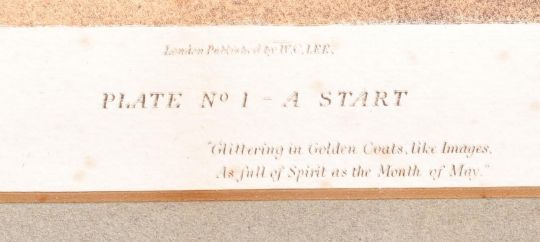 London Published by W.C. LEE.
PLATE No 1 - A START
"Glittering in Golden Coats, like Images.
As full of Spirit as the Month of May."